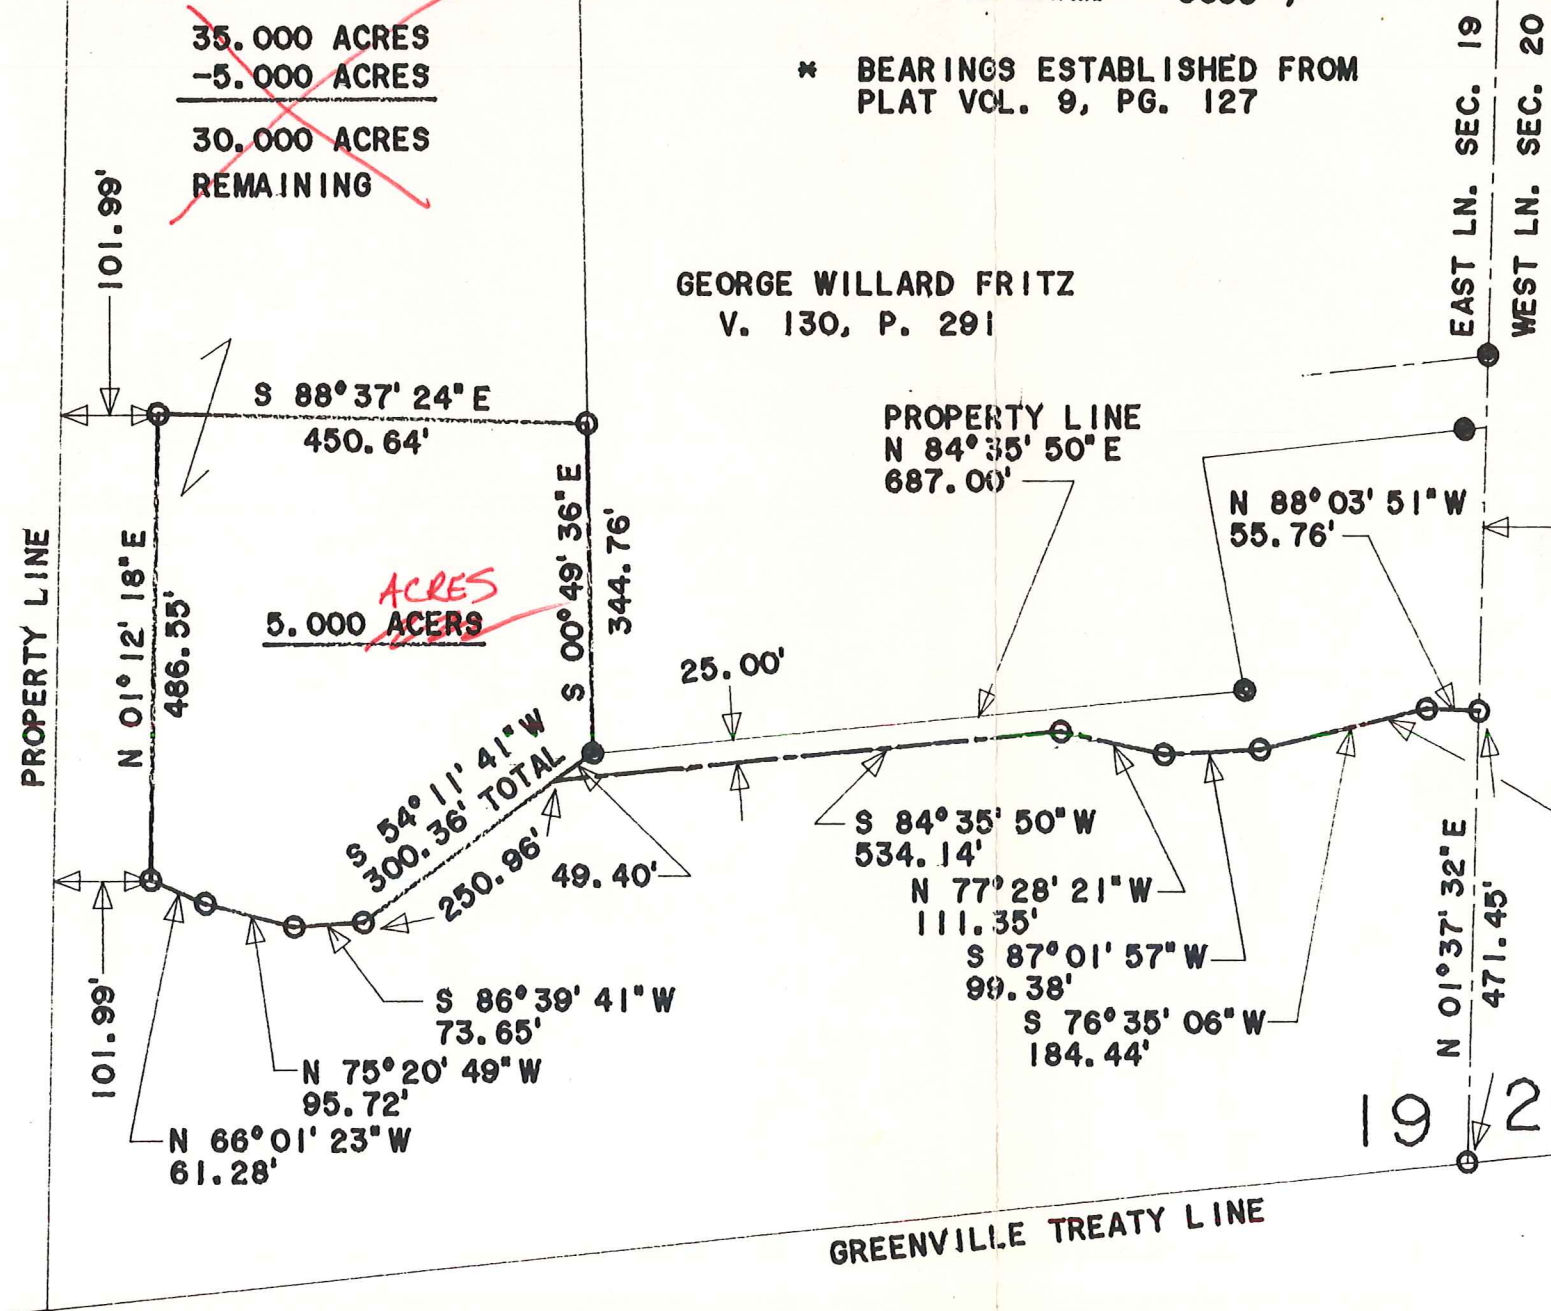 35.000 ACRES
-5.000 ACRES
30.000 ACRES
REMAINING
* BEARINGS ESTABLISHED FROM
PLAT VOL. 9, PG. 127
EAST LN. SEC. 19
WEST LN. SEC. 20
101.99'
GEORGE WILLARD FRITZ
V. 130, P. 291
S 88°37'24"E
450.64'
PROPERTY LINE
N 84°35'50"E
687.00'
N 88°03'51"W
55.76'
PROPERTY LINE
N 01°12'18"E
486.55'
ACRES
5.000 ACERS
S 00°49'36"E
344.76'
25.00'
S 54°11'41"W
300.36' TOTAL
250.96'
49.40'
S 84°35'50"W
534.14'
N 77°28'21"W
111.35'
S 87°01'57"W
99.38'
S 76°35'06"W
184.44'
N 01°37'32"E
471.45'
101.99'
S 86°39'41"W
73.65'
N 75°20'49"W
95.72'
N 66°01'23"W
61.28'
19 2
GREENVILLE TREATY LINE